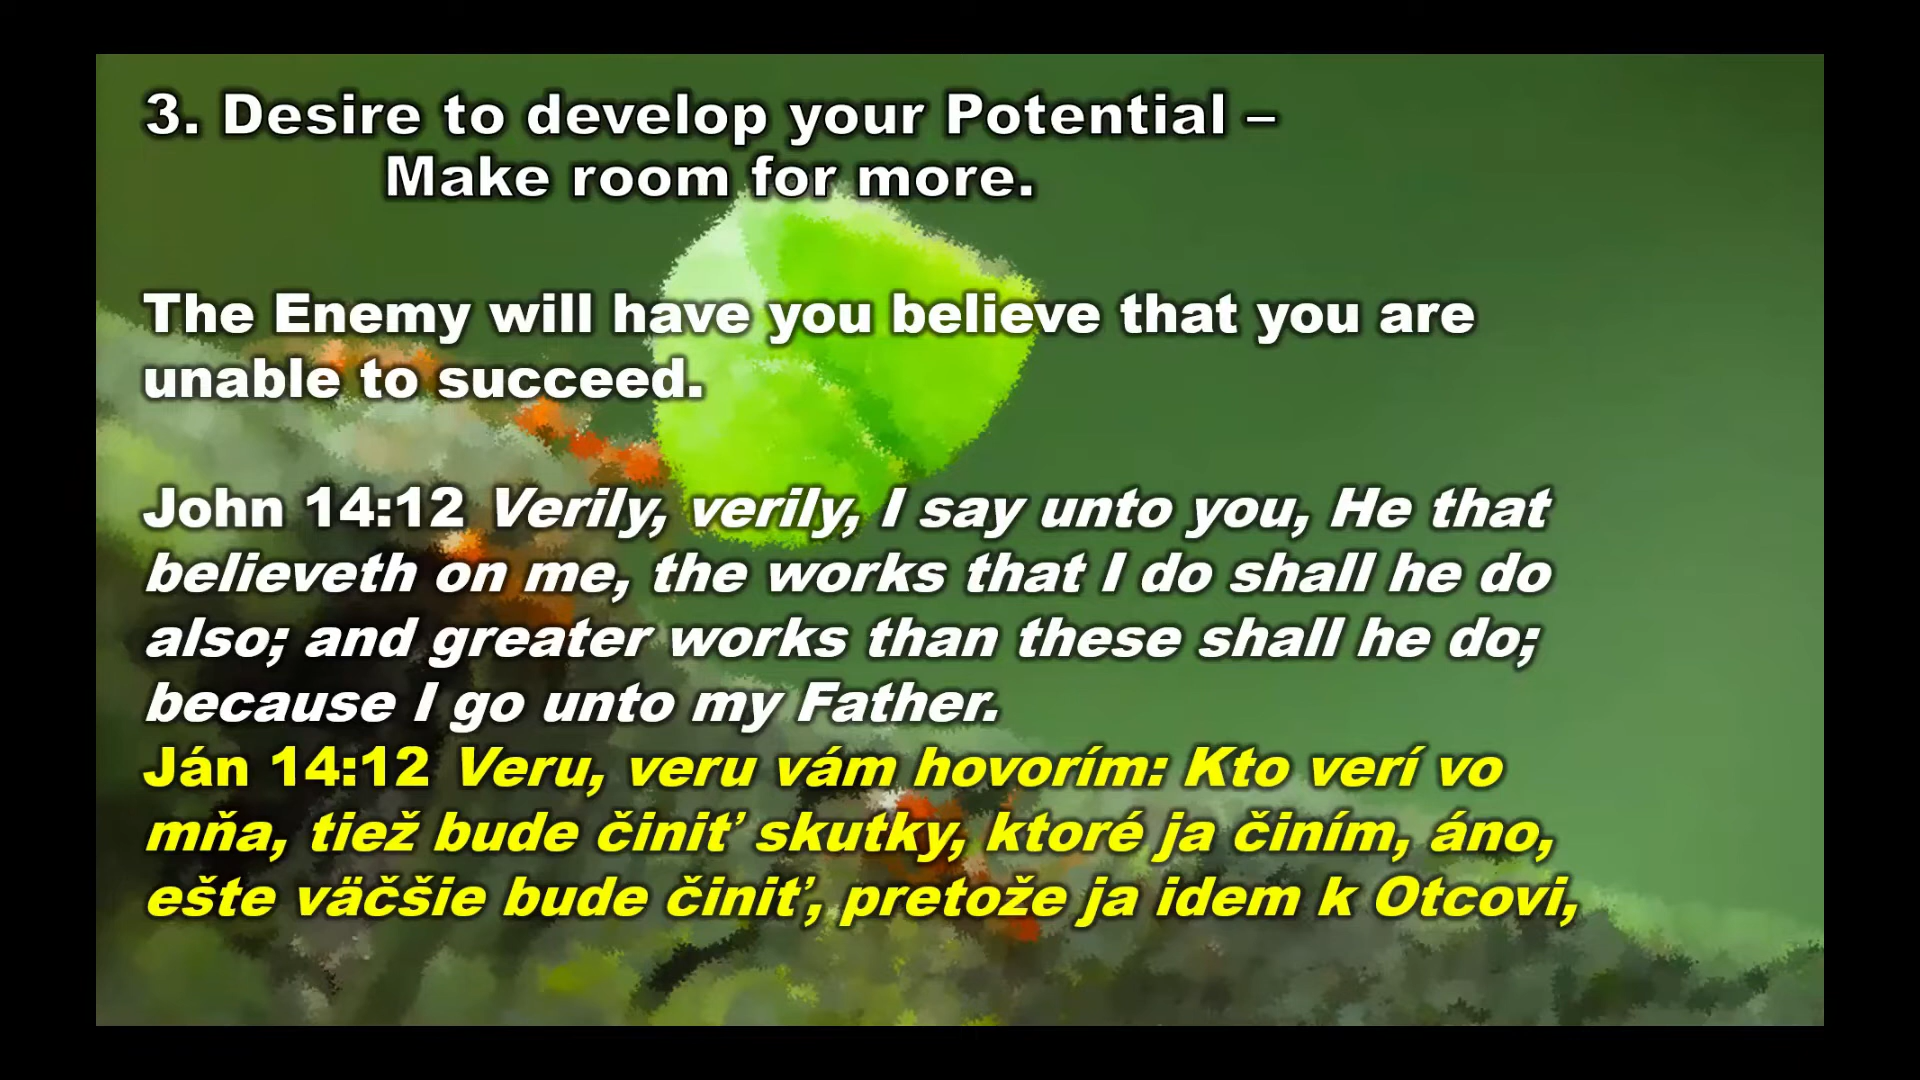 3. Desire to develop your Potential –
Make room for more.
The Enemy will have you believe that you are
unable to succeed.
John 14:12 Verily, verily, I say unto you, He that
believeth on me, the works that I do shall he do
also; and greater works than these shall he do;
because I go unto my Father.
Ján 14:12 Veru, veru vám hovorím: Kto verí vo
mňa, tiež bude činiť skutky, ktoré ja činím, áno,
ešte väčšie bude činiť, pretože ja idem k Otcovi,